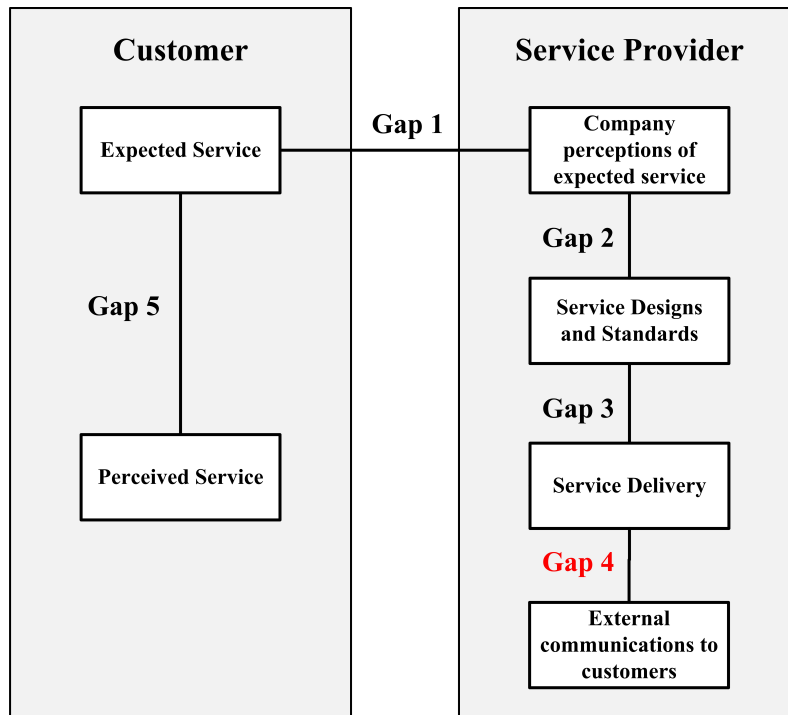 Customer
Service Provider
Expected Service
Gap 1
Company
perceptions of
expected service
Gap 2
Gap 5
Service Designs
and Standards
Gap 3
Perceived Service
Service Delivery
Gap 4
External
communications to
customers